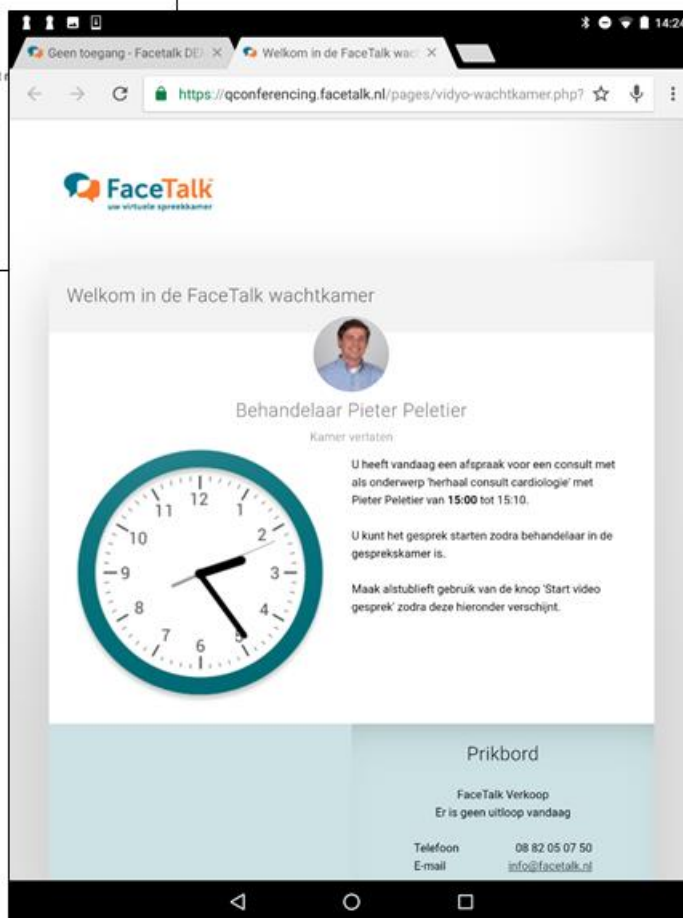 14:24
Geen toegang - Facetalk DE
Welkom in de FaceTalk wac
https://qconferencing.facetalk.nl/pages/vidyo-wachtkamer.php?
FaceTalk
uw virtuele spreekkamer
Welkom in de FaceTalk wachtkamer
Behandelaar Pieter Peletier
Kamer verlaten
U heeft vandaag een afspraak voor een consult met
als onderwerp 'herhaal consult cardiologie' met
Pieter Peletier van 15:00 tot 15:10.
U kunt het gesprek starten zodra behandelaar in de
gesprekskamer is.
Maak alstublieft gebruik van de knop 'Start video
gesprek' zodra deze hieronder verschijnt.
12
1
2
3
4
5
6
7
8
9
10
11
Prikbord
FaceTalk Verkoop
Er is geen uitloop vandaag
Telefoon 08 82 05 07 50
E-mail info@facetalk.nl